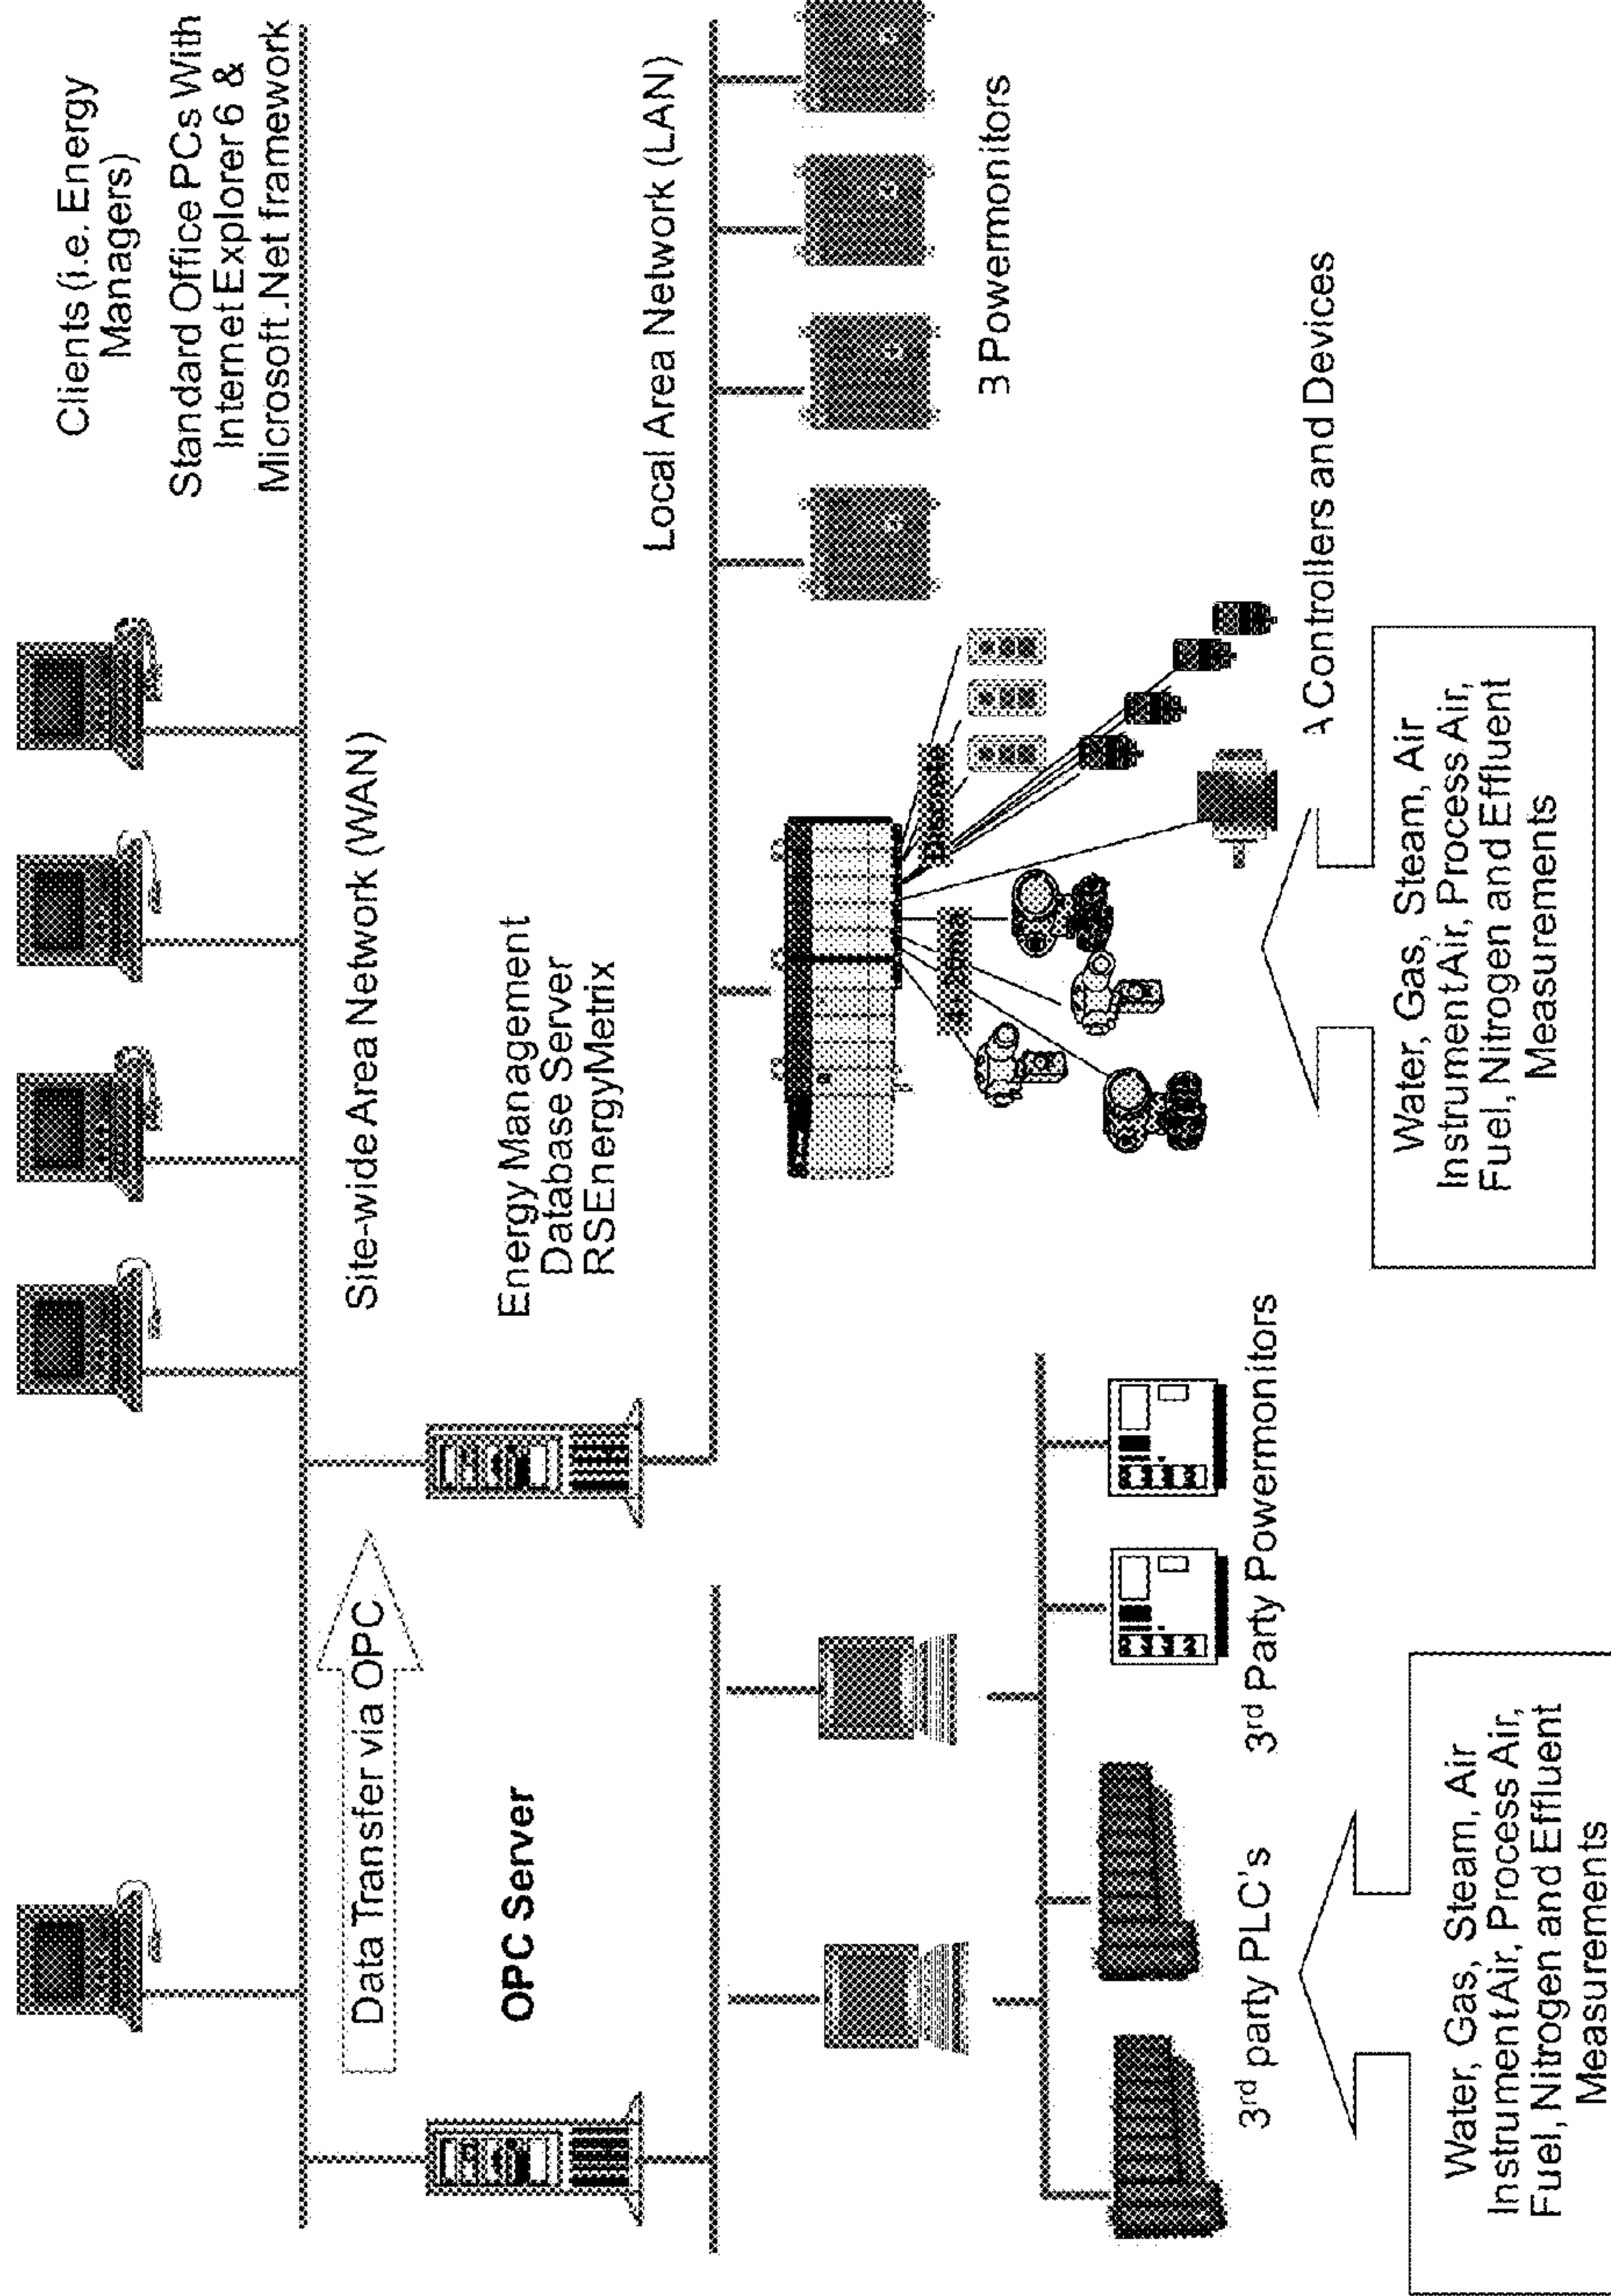 Clients (i.e. Energy
Managers)
Standard Office PCs With
Internet Explorer 6 &
Microsoft .Net framework
Site-wide Area Network (WAN)
Data Transfer via OPC
OPC Server
Energy Management
Database Server
RSEnergyMetrix
Local Area Network (LAN)
Discrete
3 Powermonitors
Controllers and Devices
3rd party PLC's
3rd Party Powermonitors
Water, Gas, Steam, Air
Instrument Air, Process Air,
Fuel, Nitrogen and Effluent
Measurements
Water, Gas, Steam, Air
Instrument Air, Process Air,
Fuel, Nitrogen and Effluent
Measurements